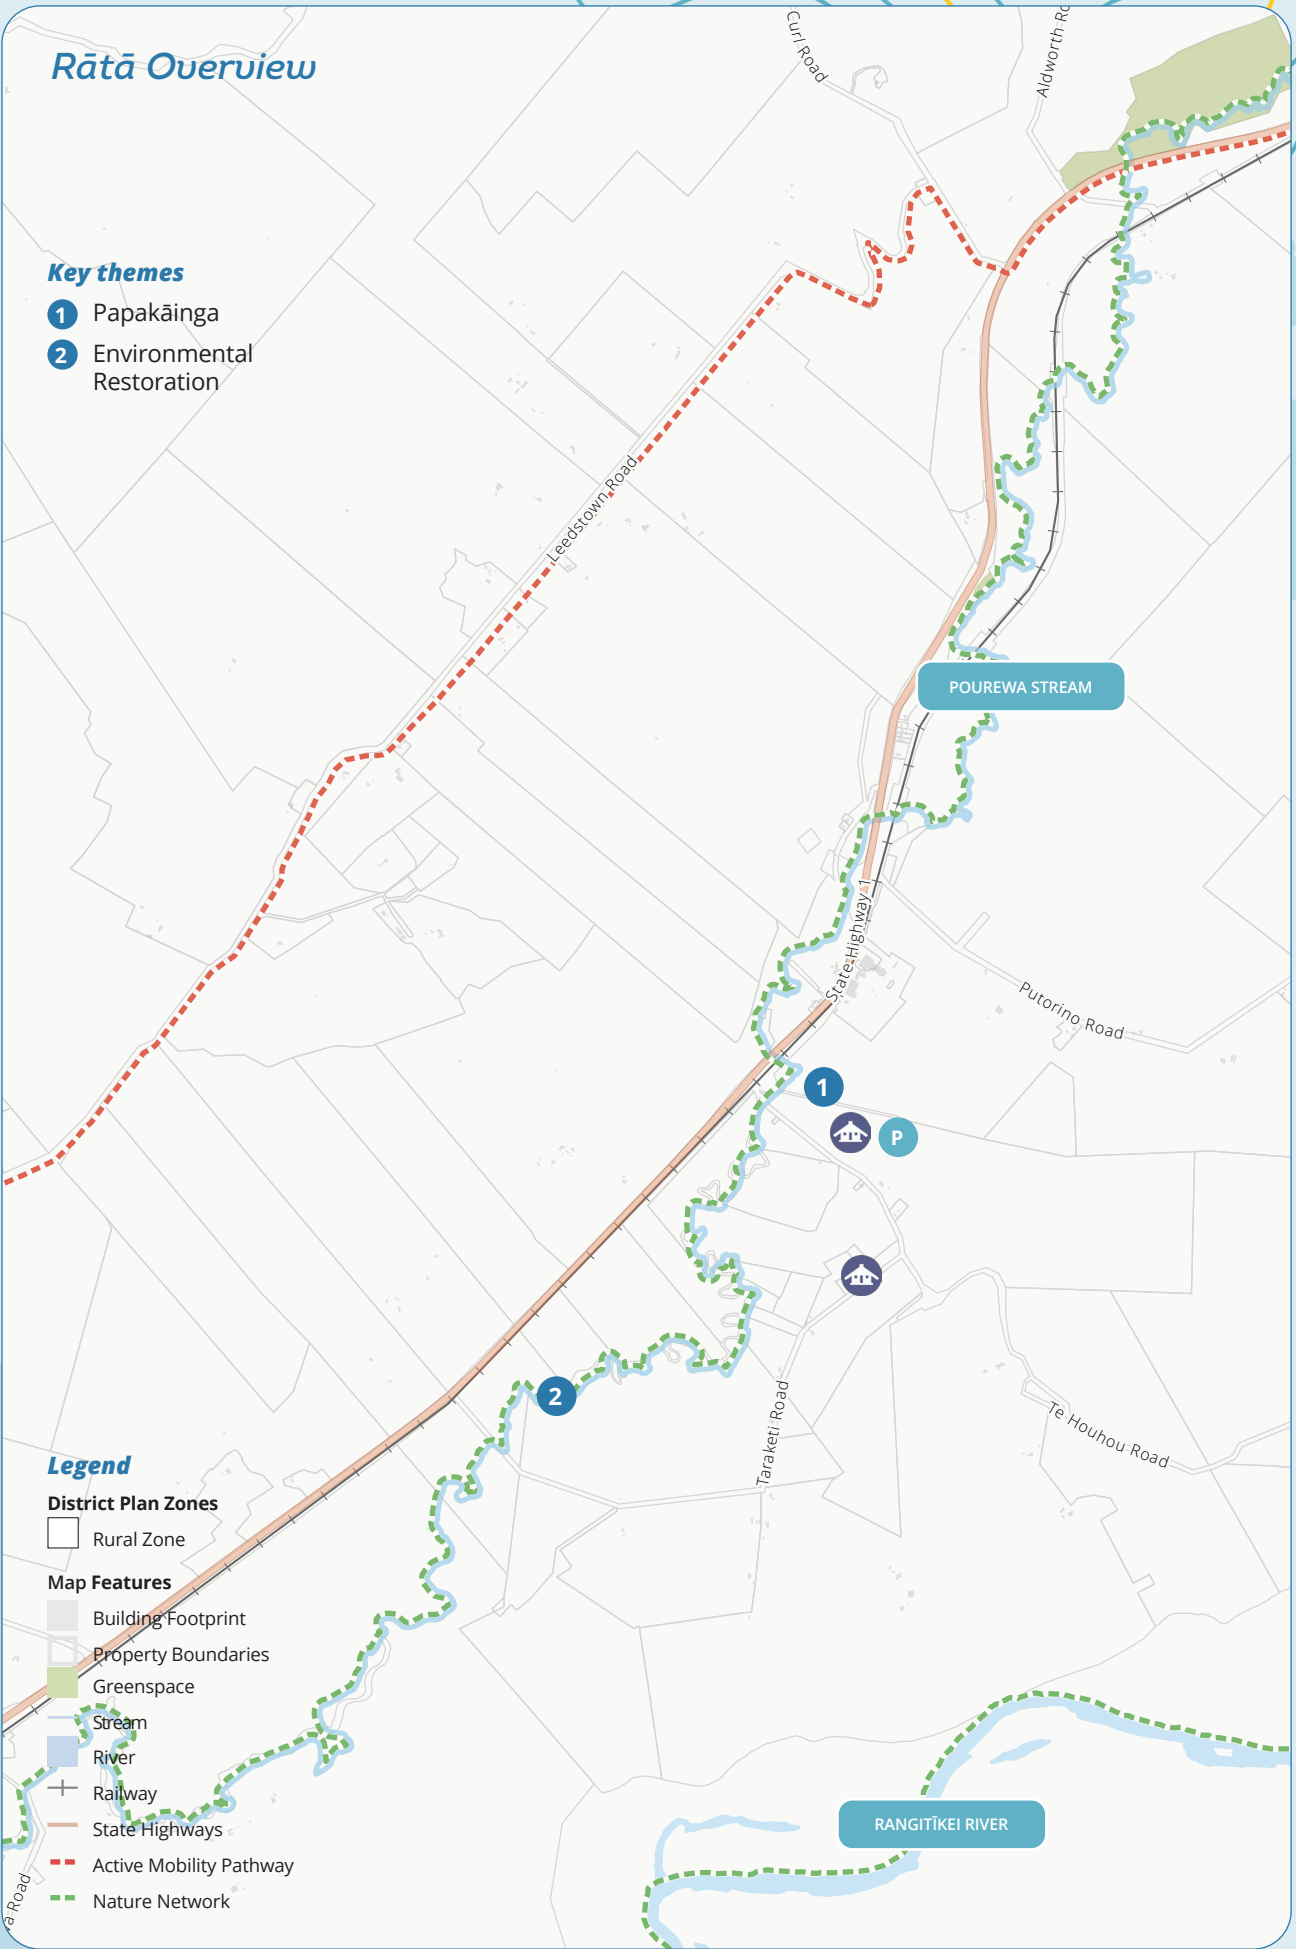 Rātā Overview
Curl Road
Aldworth Ro
Key themes
1 Papakāinga
2 Environmental
Restoration
Leedstown Road
POUREWA STREAM
State Highway 1
Putorino Road
1
P
2
Taraketi Road
Te Houhou Road
Legend
District Plan Zones
Rural Zone
Map Features
Building Footprint
Property Boundaries
Greenspace
Stream
River
Railway
State Highways
Active Mobility Pathway
Nature Network
RANGITĪKEI RIVER
a Road